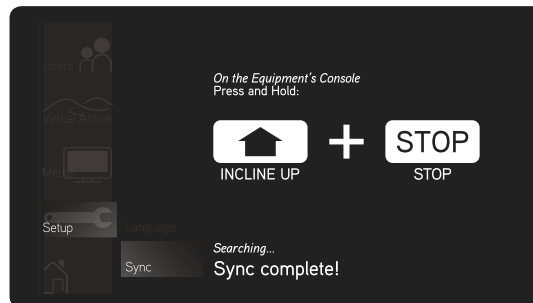 Users
Virtual Active
Media
Setup
Language
Sync
On the Equipment's Console
Press and Hold:
STOP
INCLINE UP
STOP
Searching...
Sync complete!